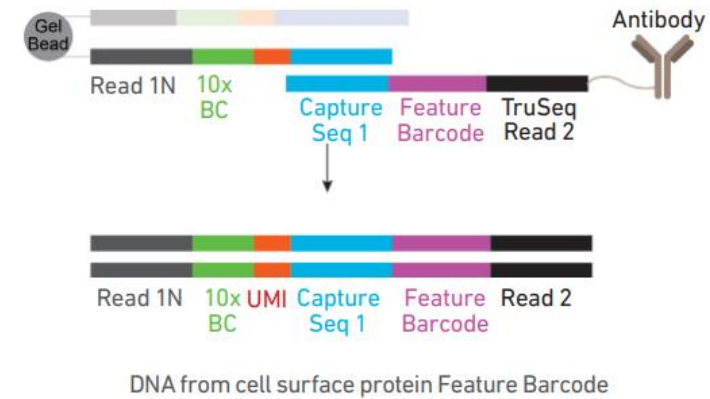 Gel
Bead
Antibody
Read 1N
10x
BC
Capture
Seq 1
Feature
Barcode
TruSeq
Read 2
Read 1N
10x
BC
UMI
Capture
Seq 1
Feature
Barcode
Read 2
DNA from cell surface protein Feature Barcode